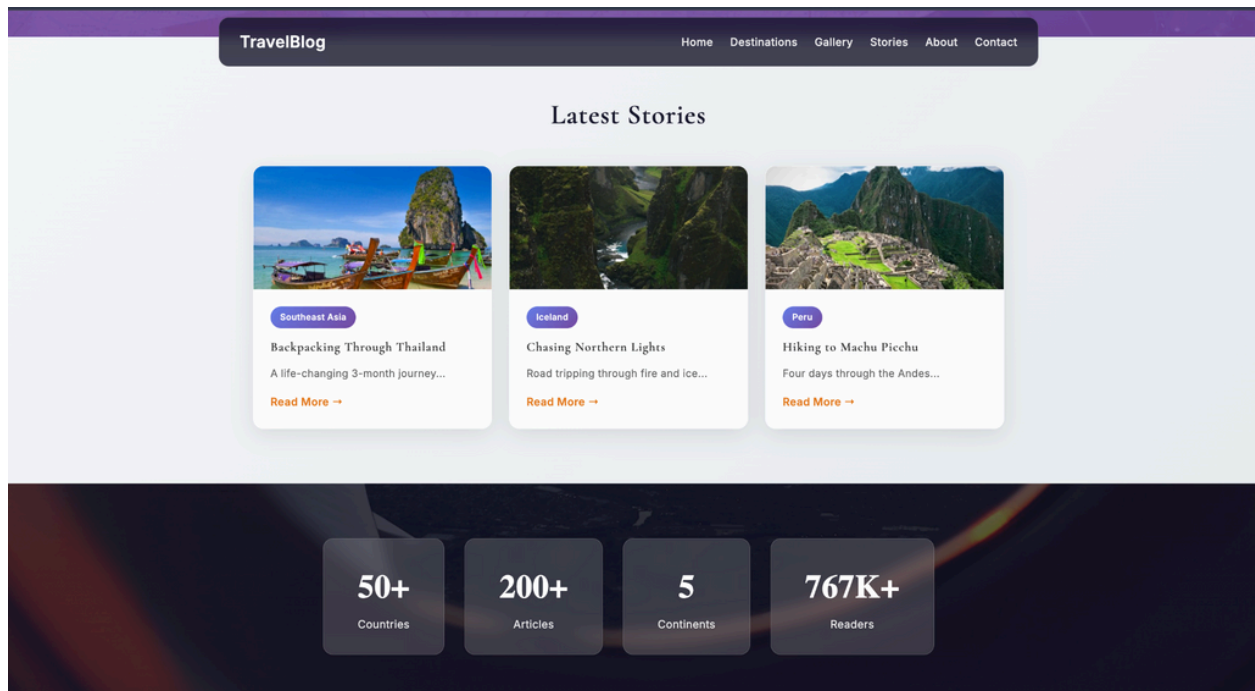 TravelBlog
Home Destinations Gallery Stories About Contact
Latest Stories
Southeast Asia
Backpacking Through Thailand
A life-changing 3-month journey...
Read More →
Iceland
Chasing Northern Lights
Road tripping through fire and ice...
Read More →
Peru
Hiking to Machu Picchu
Four days through the Andes...
Read More →
50+
Countries
200+
Articles
5
Continents
767K+
Readers